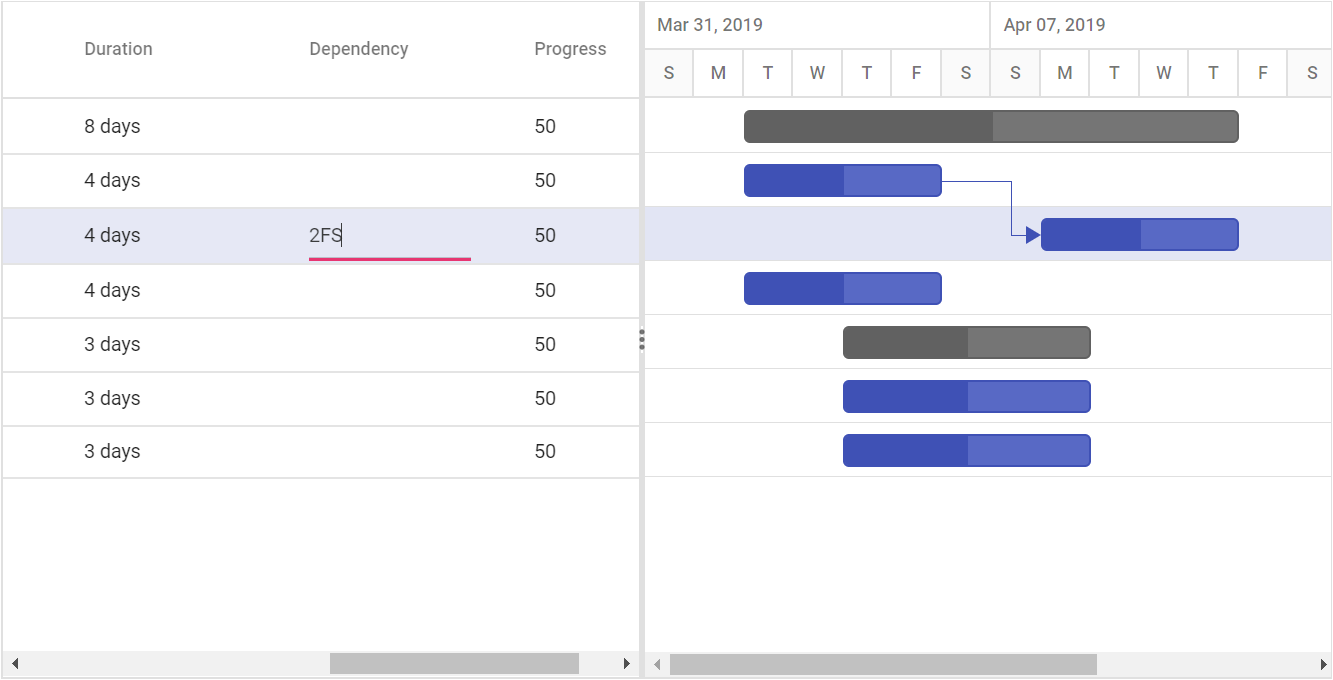 Duration Dependency Progress Mar 31, 2019 Apr 07, 2019
S M T W T F S S M T W T F S
8 days 50
4 days 50
4 days 2FS 50
4 days 50
3 days 50
3 days 50
3 days 50